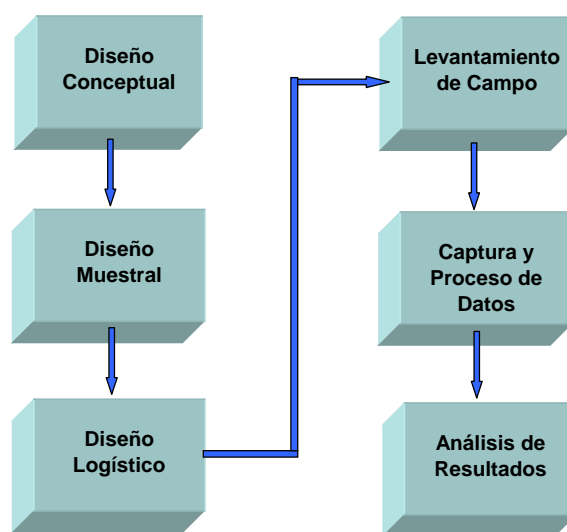 Diseño
Conceptual
Diseño
Muestral
Diseño
Logístico
Levantamiento
de Campo
Captura y
Proceso de
Datos
Análisis de
Resultados